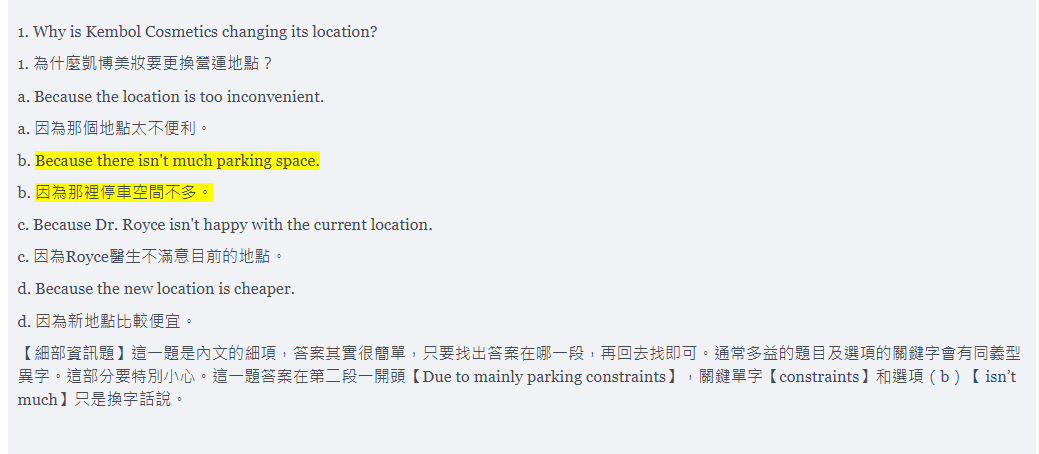 1. Why is Kembol Cosmetics changing its location?
1. 為什麼凱博美妝要更換營運地點？
a. Because the location is too inconvenient.
a. 因為那個地點太不便利。
b. Because there isn't much parking space.
b. 因為那裡停車空間不多。
c. Because Dr. Royce isn't happy with the current location.
c. 因為Royce醫生不滿意目前的地點。
d. Because the new location is cheaper.
d. 因為新地點比較便宜。
【細部資訊題】這一題是內文的細項，答案其實很簡單，只要找出答案在哪一段，再回去找即可。通常多益的題目及選項的關鍵字會有同義型
異字。這部分要特別小心。這一題答案在第二段一開頭【Due to mainly parking constraints】，關鍵單字【constraints】和選項（b）【 isn’t
much】只是換字話說。